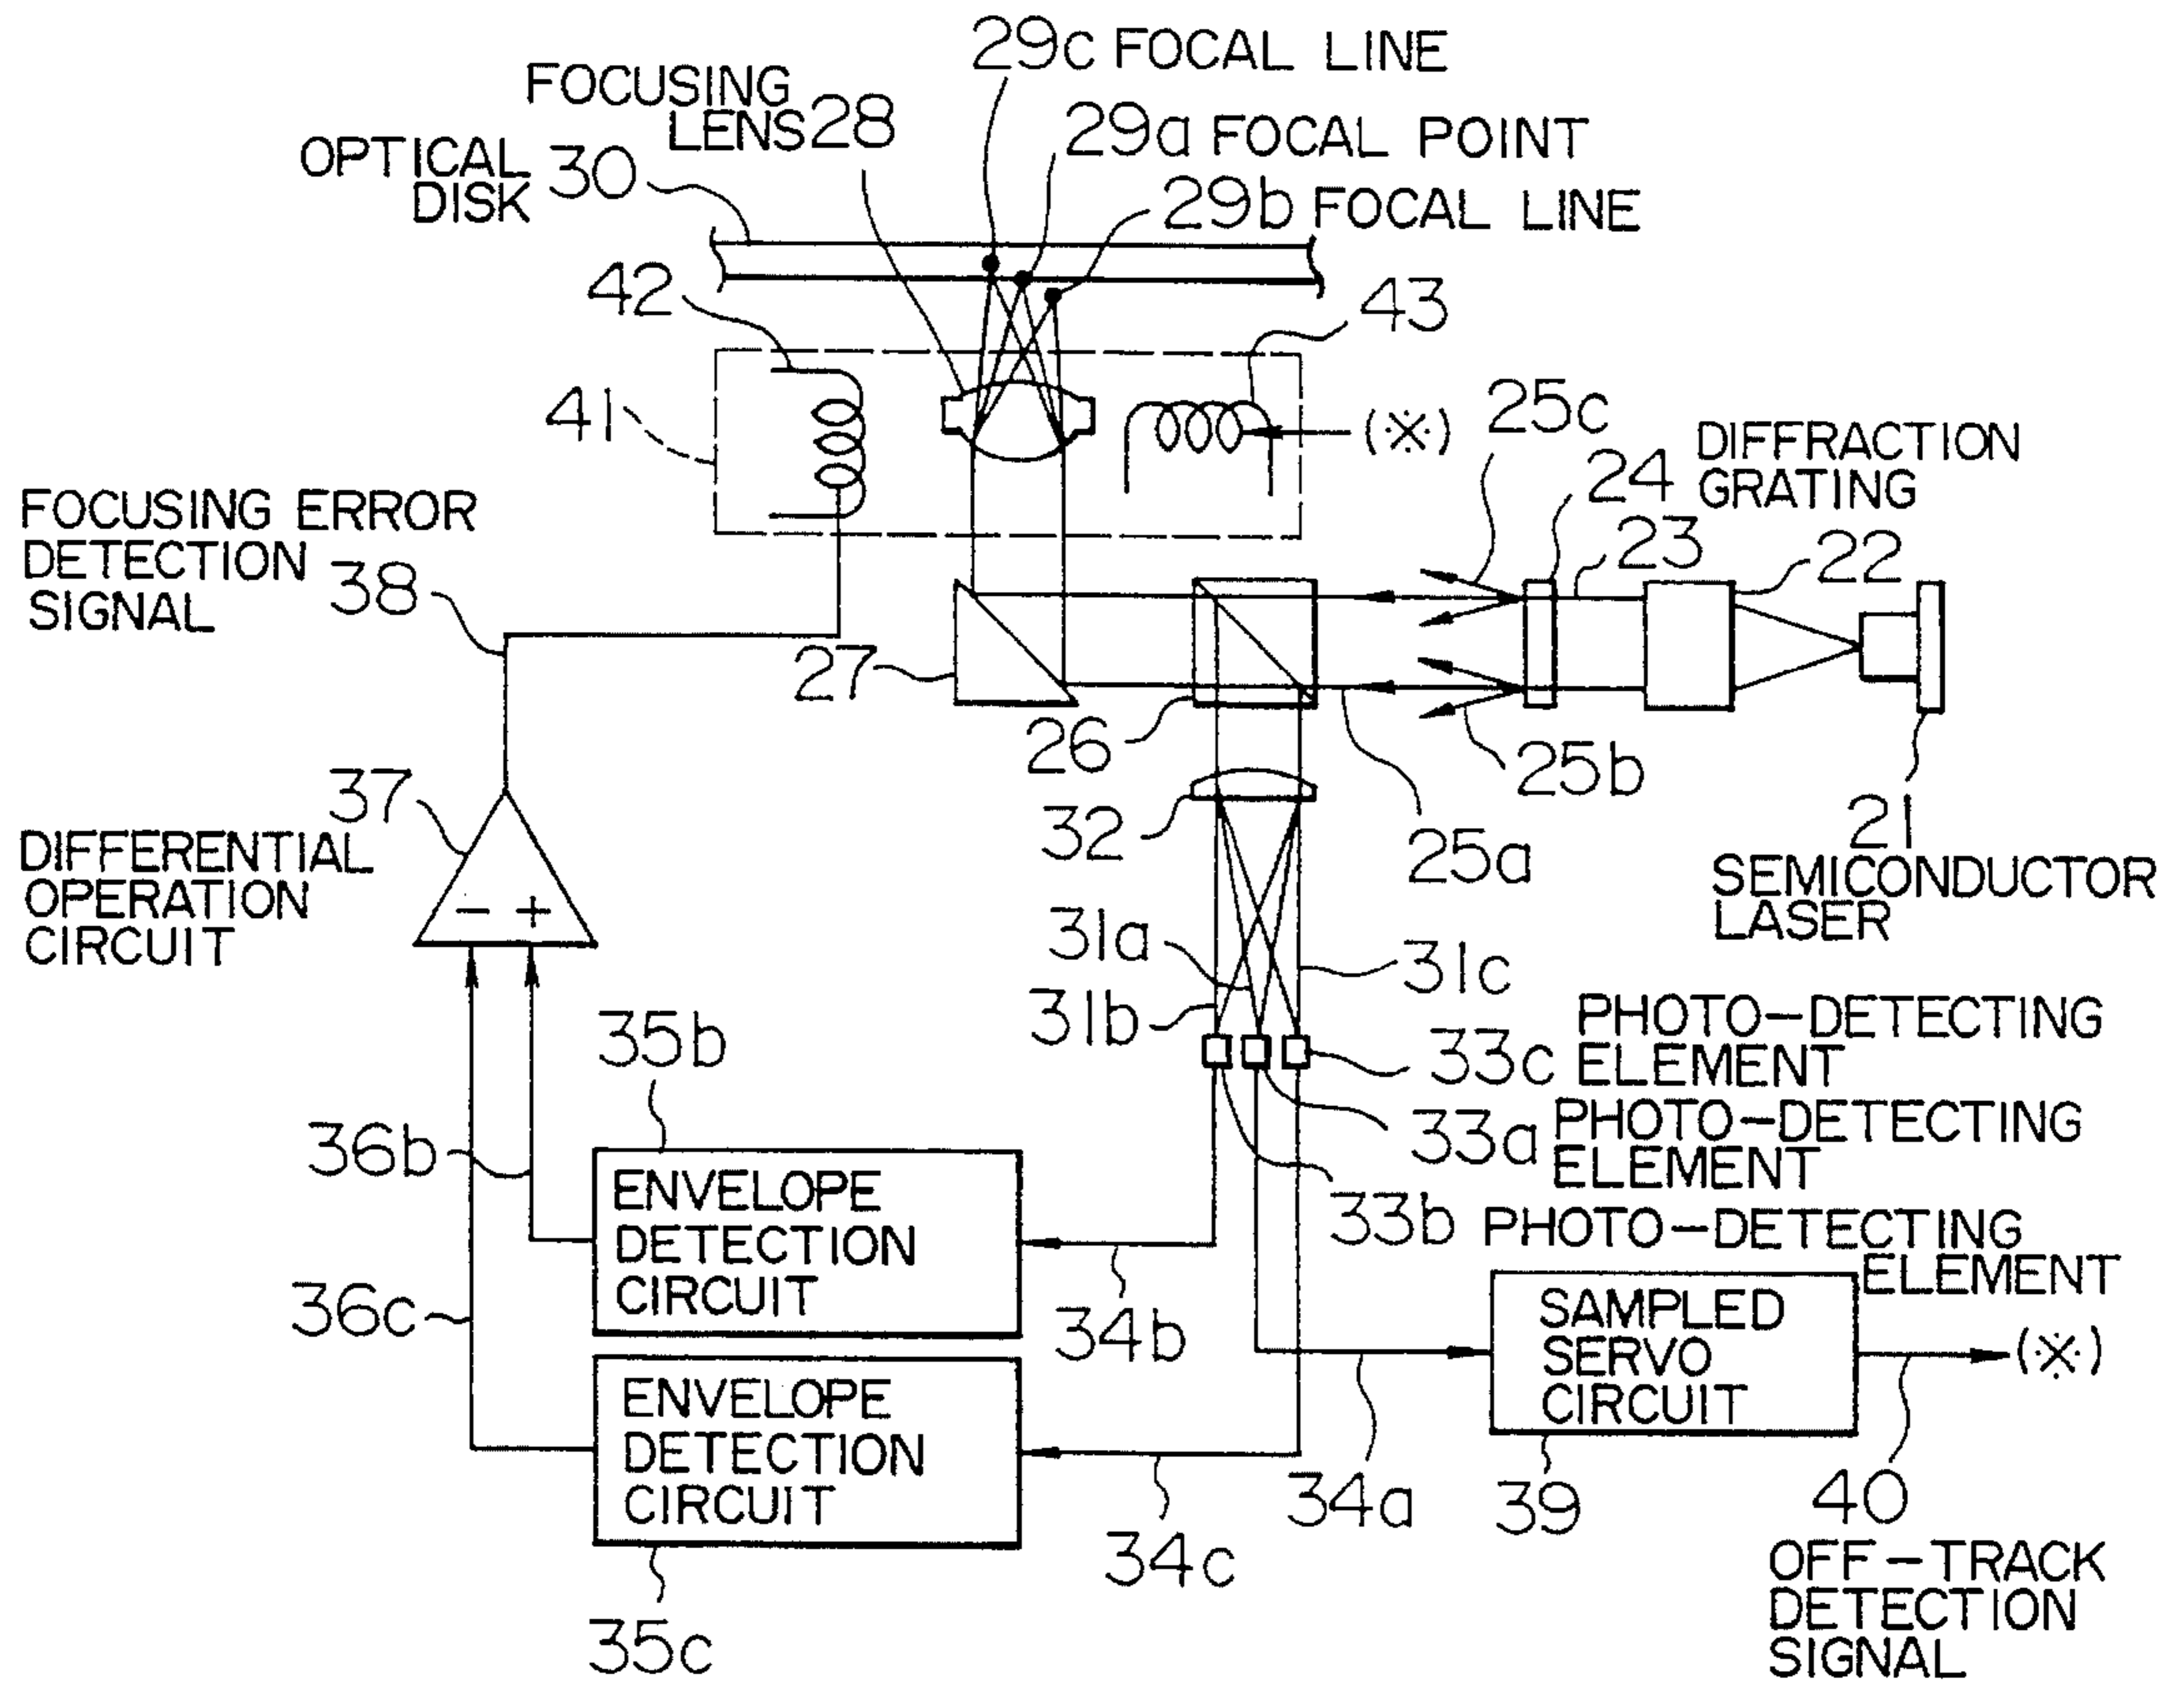 29c FOCAL LINE
FOCUSING
LENS 28
29a FOCAL POINT
OPTICAL
DISK 30
29b FOCAL LINE
42
43
41
(※)
25c
DIFFRACTION
24 GRATING
23
22
FOCUSING ERROR
DETECTION
SIGNAL 38
27
26
25b
37
32
25a
21
SEMICONDUCTOR
LASER
DIFFERENTIAL
OPERATION
CIRCUIT
− +
31a
31c
31b
35b
33c PHOTO-DETECTING
ELEMENT
33a PHOTO-DETECTING
ELEMENT
36b
33b PHOTO-DETECTING
ELEMENT
ENVELOPE
DETECTION
CIRCUIT
34b
36c
SAMPLED
SERVO
CIRCUIT
(※)
ENVELOPE
DETECTION
CIRCUIT
34a
39
40
34c
35c
OFF-TRACK
DETECTION
SIGNAL